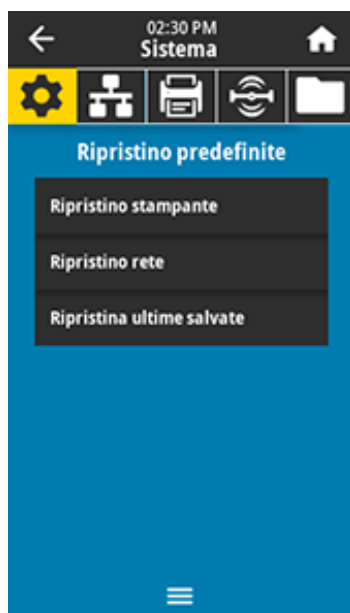 02:30 PM
Sistema
Ripristino predefinite
Ripristino stampante
Ripristino rete
Ripristina ultime salvate